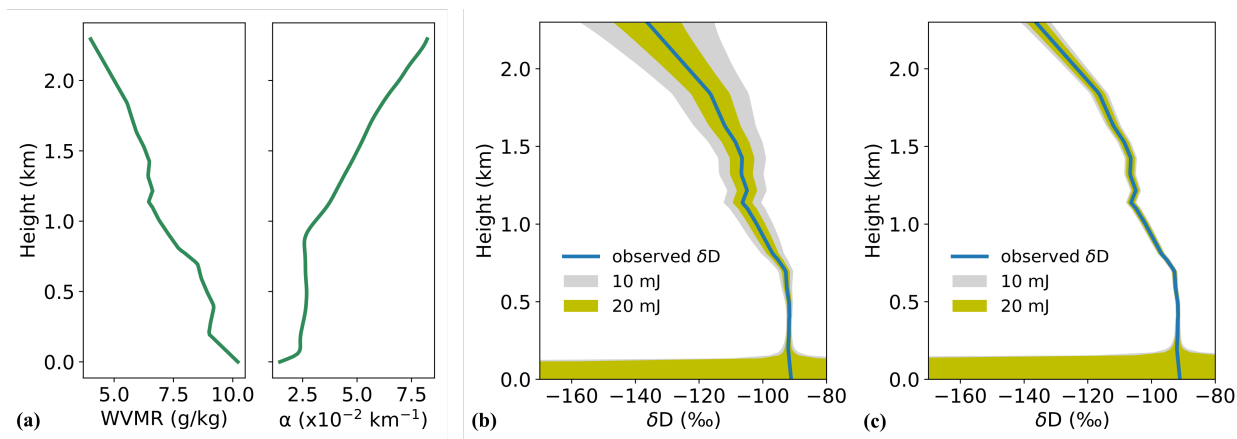 Height (km)
2.0
1.5
1.0
0.5
0.0
5.0 7.5 10.0
WVMR (g/kg)
2.5 5.0 7.5
α (x10⁻² km⁻¹)
(a)
Height (km)
2.0
1.5
1.0
0.5
0.0
observed δD
10 mJ
20 mJ
−160 −140 −120 −100 −80
δD (‰)
(b)
Height (km)
2.0
1.5
1.0
0.5
0.0
observed δD
10 mJ
20 mJ
−160 −140 −120 −100 −80
δD (‰)
(c)